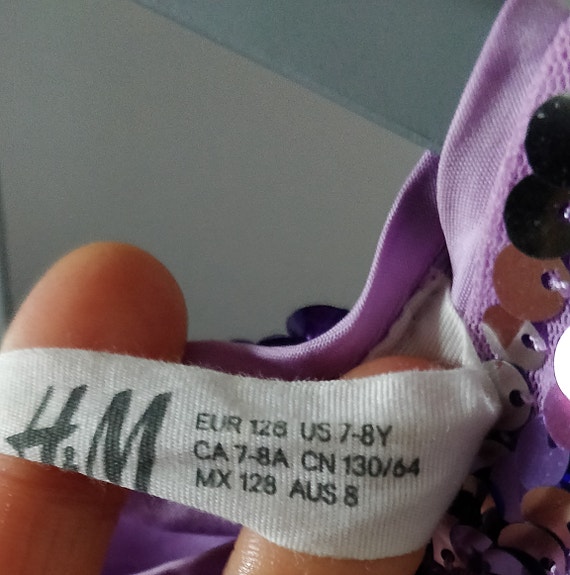 H&M
EUR 128 US 7-8Y
CA 7-8A CN 130/64
MX 128 AUS 8